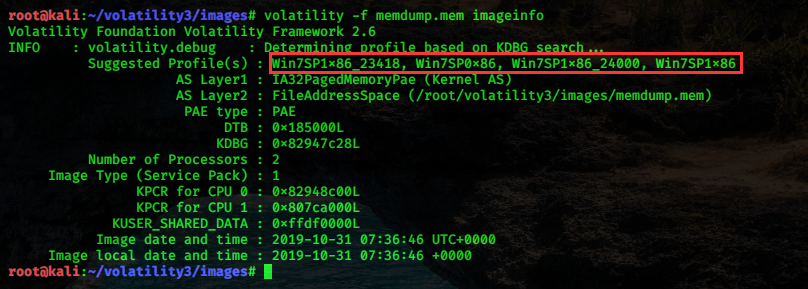 root@kali:~/volatility3/images# volatility -f memdump.mem imageinfo
Volatility Foundation Volatility Framework 2.6
INFO    : volatility.debug    : Determining profile based on KDBG search...
Suggested Profile(s) : Win7SP1×86_23418, Win7SP0×86, Win7SP1×86_24000, Win7SP1×86
AS Layer1 : IA32PagedMemoryPae (Kernel AS)
AS Layer2 : FileAddressSpace (/root/volatility3/images/memdump.mem)
PAE type : PAE
DTB : 0×185000L
KDBG : 0×82947c28L
Number of Processors : 2
Image Type (Service Pack) : 1
KPCR for CPU 0 : 0×82948c00L
KPCR for CPU 1 : 0×807ca000L
KUSER_SHARED_DATA : 0×ffdf0000L
Image date and time : 2019-10-31 07:36:46 UTC+0000
Image local date and time : 2019-10-31 07:36:46 +0000
root@kali:~/volatility3/images#